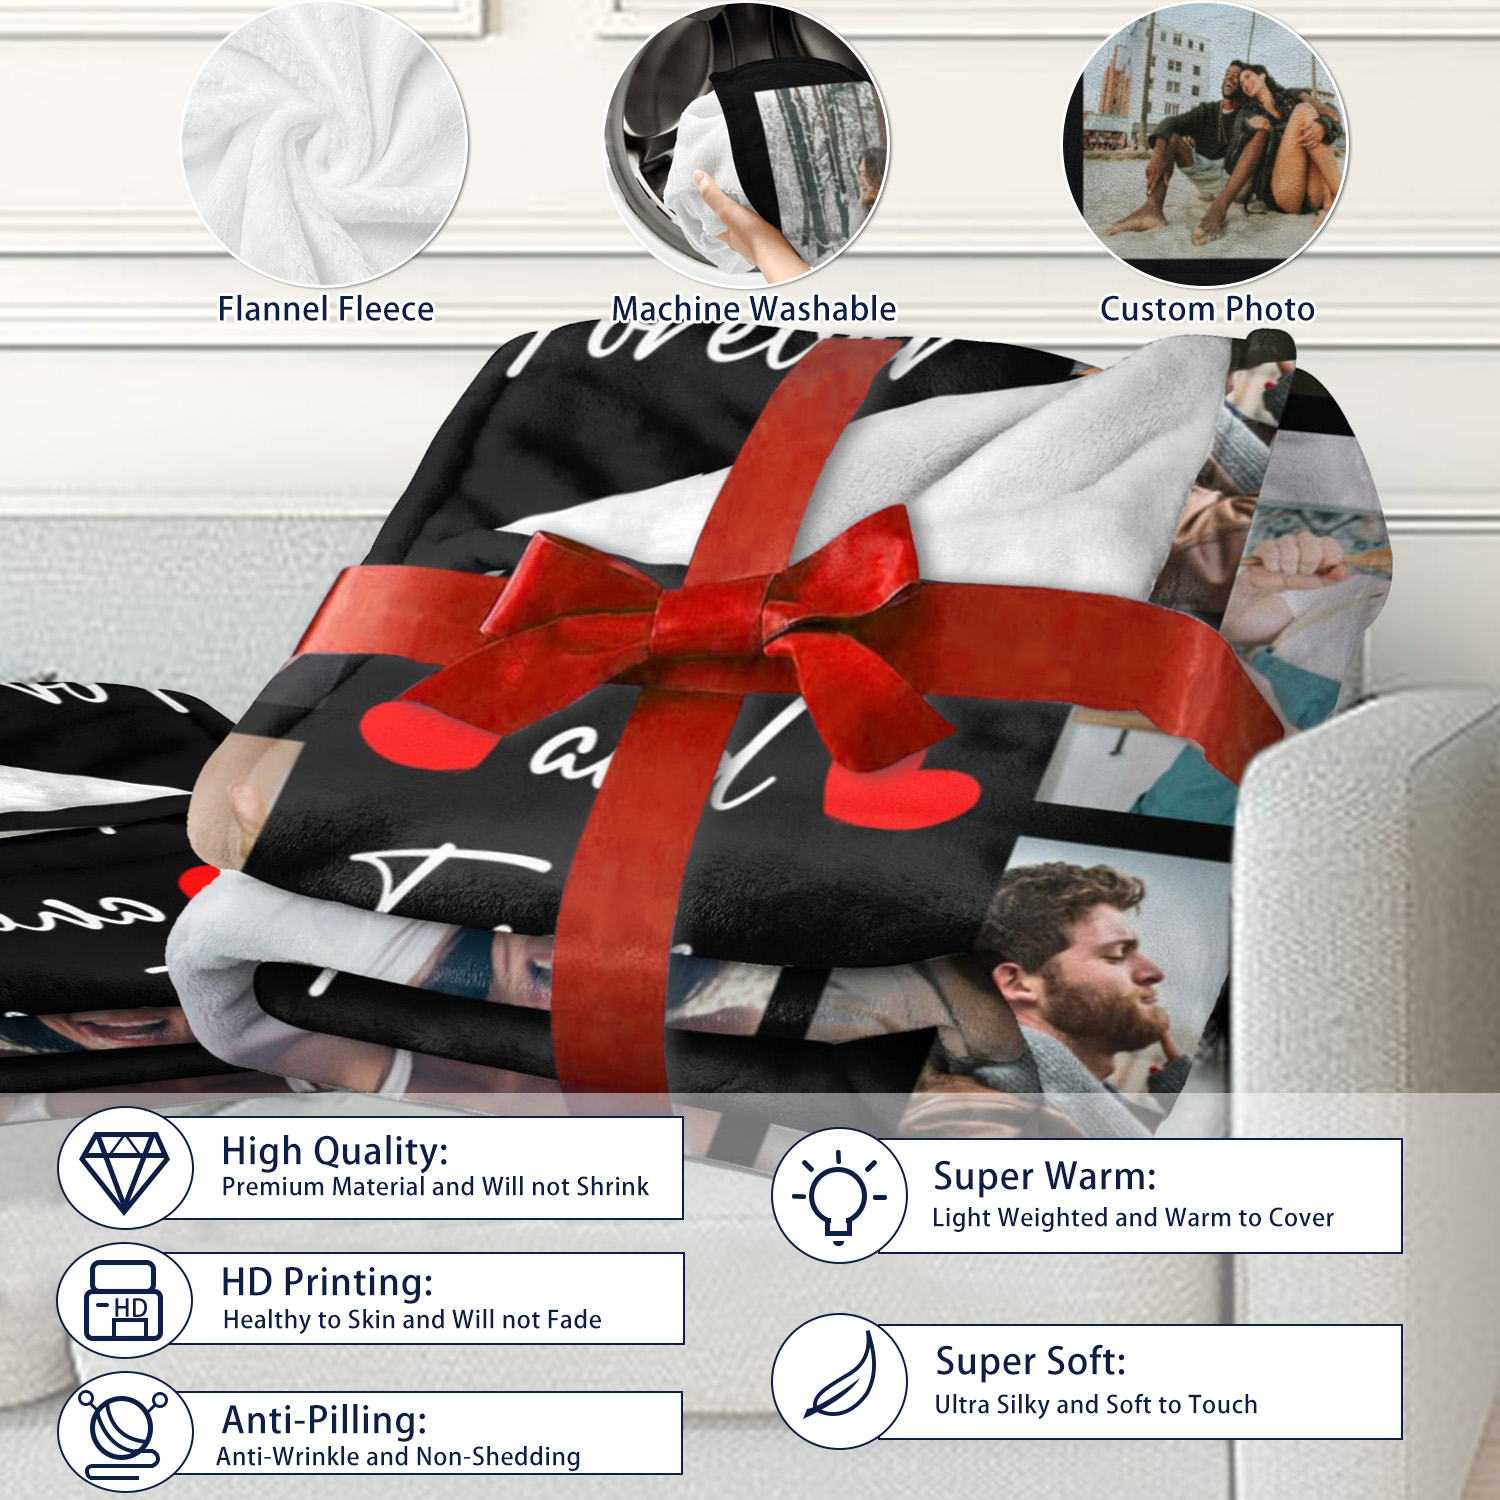 Flannel Fleece
Machine Washable
Custom Photo
and
High Quality:
Premium Material and Will not Shrink
HD Printing:
Healthy to Skin and Will not Fade
HD
Anti-Pilling:
Anti-Wrinkle and Non-Shedding
Super Warm:
Light Weighted and Warm to Cover
Super Soft:
Ultra Silky and Soft to Touch